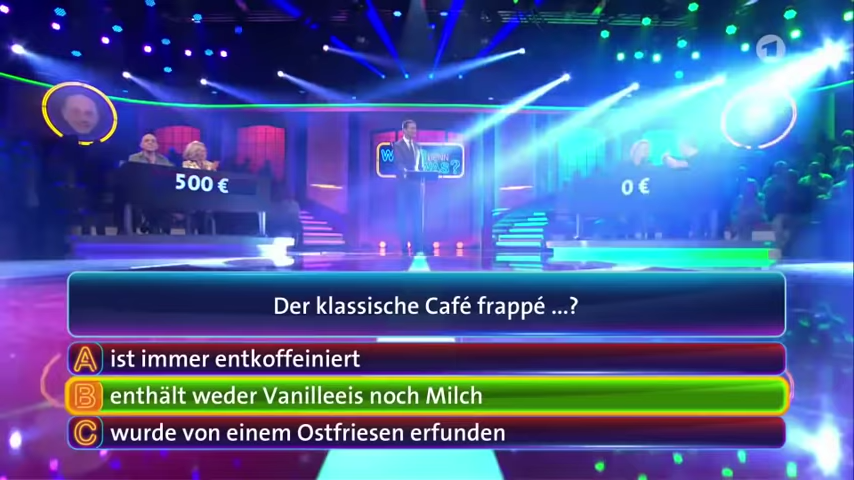 500 €
0 €
Der klassische Café frappé ...?
A ist immer entkoffeiniert
B enthält weder Vanilleeis noch Milch
C wurde von einem Ostfriesen erfunden